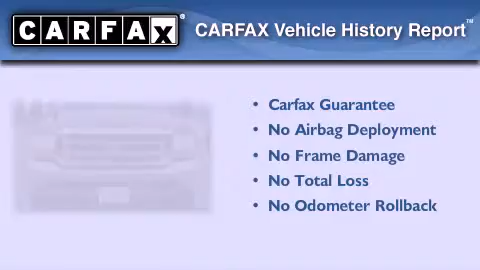 CARFAX® CARFAX Vehicle History Report™
• Carfax Guarantee
• No Airbag Deployment
• No Frame Damage
• No Total Loss
• No Odometer Rollback